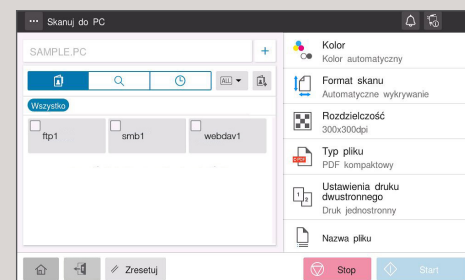 Skanuj do PC
SAMPLE.PC
ALL
Wszystko
ftp1
smb1
webdav1
Kolor
Kolor automatyczny
Format skanu
Automatyczne wykrywanie
Rozdzielczość
300x300dpi
Typ pliku
PDF kompaktowy
Ustawienia druku
dwustronnego
Druk jednostronny
Nazwa pliku
Zresetuj
Stop
Start